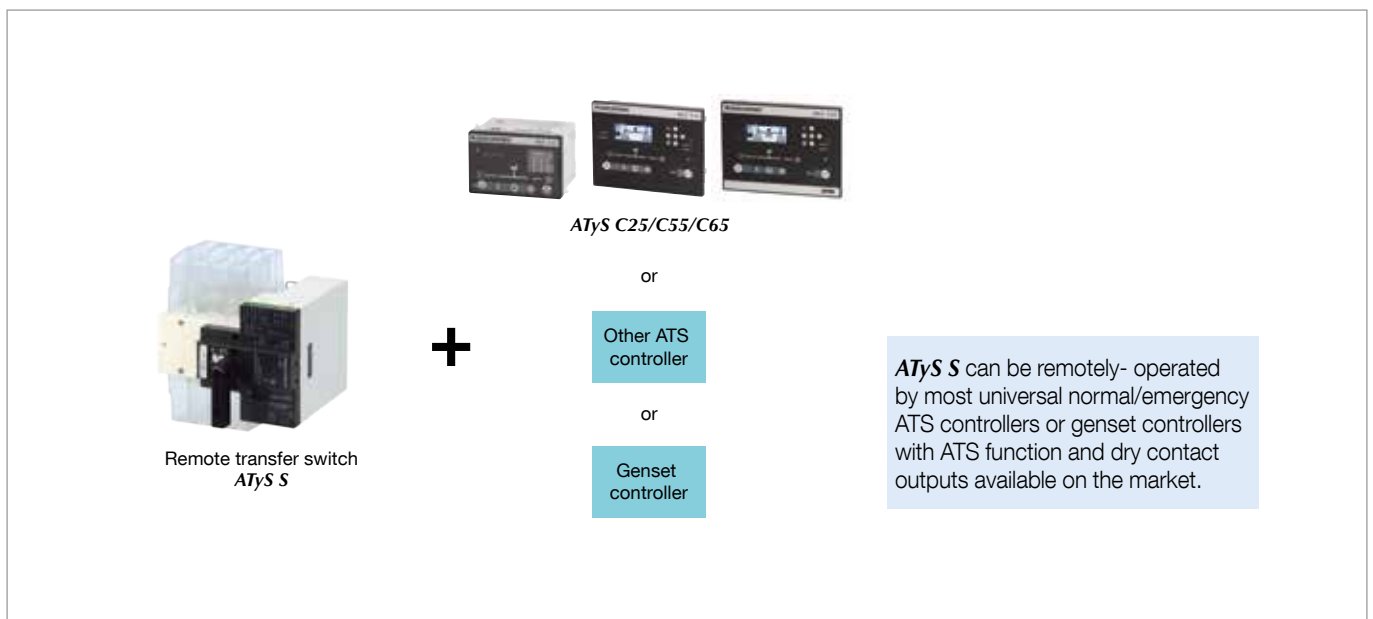 ATyS C25/C55/C65
or
Other ATS
controller
or
Genset
controller
Remote transfer switch
ATyS S
ATyS S can be remotely- operated
by most universal normal/emergency
ATS controllers or genset controllers
with ATS function and dry contact
outputs available on the market.